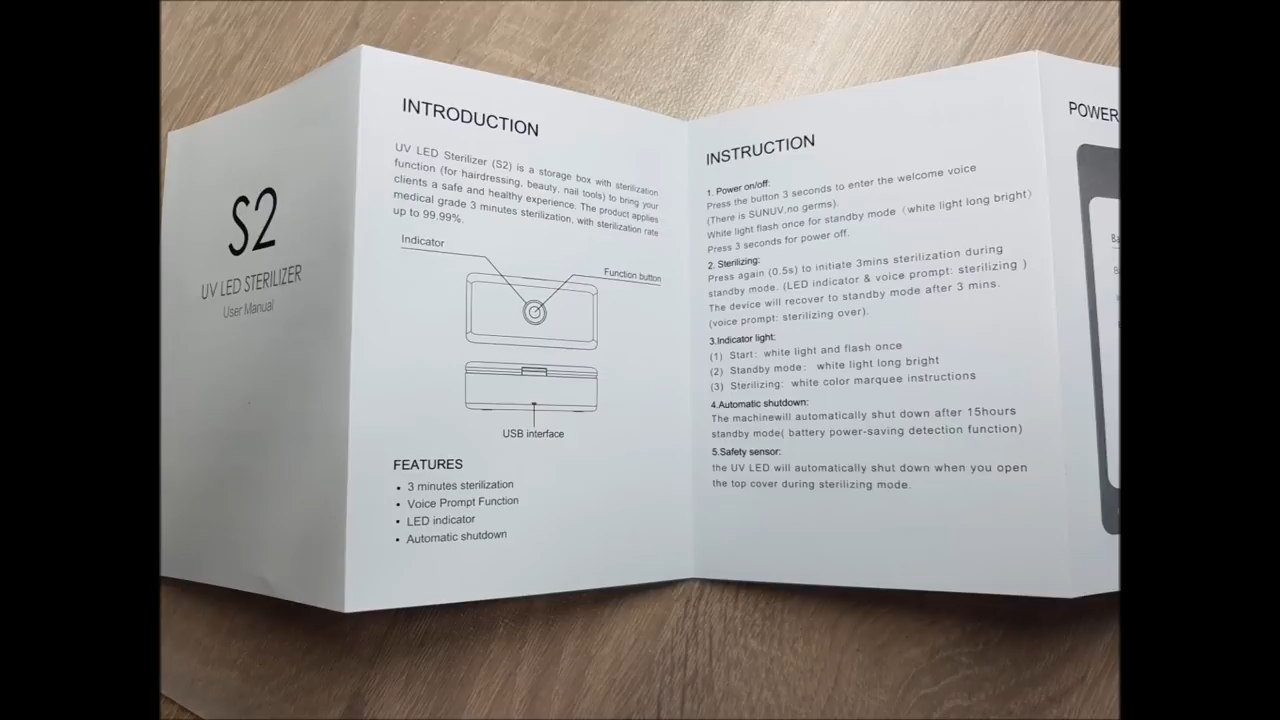 S2
UV LED STERILIZER
User Manual
INTRODUCTION
UV LED Sterilizer (S2) is a storage box with sterilization
function (for hairdressing, beauty, nail tools) to bring your
clients a safe and healthy experience. The product applies
medical grade 3 minutes sterilization, with sterilization rate
up to 99.99%.
Indicator
Function button
USB interface
FEATURES
• 3 minutes sterilization
• Voice Prompt Function
• LED indicator
• Automatic shutdown
INSTRUCTION
1. Power on/off:
Press the button 3 seconds to enter the welcome voice
(There is SUNUV,no germs).
White light flash once for standby mode（white light long bright）
Press 3 seconds for power off.
2. Sterilizing:
Press again (0.5s) to initiate 3mins sterilization during
standby mode. (LED indicator & voice prompt: sterilizing )
The device will recover to standby mode after 3 mins.
(voice prompt: sterilizing over).
3.Indicator light:
(1) Start: white light and flash once
(2) Standby mode: white light long bright
(3) Sterilizing: white color marquee instructions
4.Automatic shutdown:
The machinewill automatically shut down after 15hours
standby mode( battery power-saving detection function)
5.Safety sensor:
the UV LED will automatically shut down when you open
the top cover during sterilizing mode.
POWER